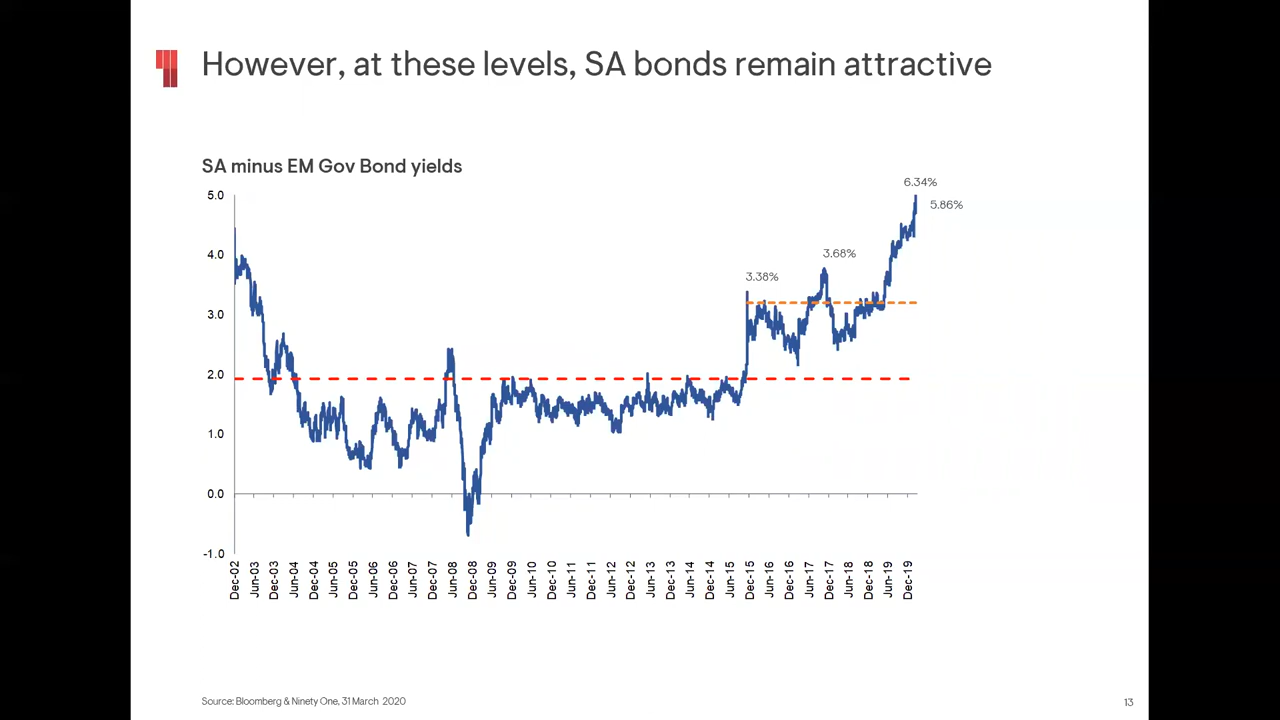 However, at these levels, SA bonds remain attractive
SA minus EM Gov Bond yields
6.34%
5.0
5.86%
4.0
3.68%
3.38%
3.0
2.0
1.0
0.0
-1.0
Dec-02
Jun-03
Dec-03
Jun-04
Dec-04
Jun-05
Dec-05
Jun-06
Dec-06
Jun-07
Dec-07
Jun-08
Dec-08
Jun-09
Dec-09
Jun-10
Dec-10
Jun-11
Dec-11
Jun-12
Dec-12
Jun-13
Dec-13
Jun-14
Dec-14
Jun-15
Dec-15
Jun-16
Dec-16
Jun-17
Dec-17
Jun-18
Dec-18
Jun-19
Dec-19
Source: Bloomberg & Ninety One, 31 March 2020
13